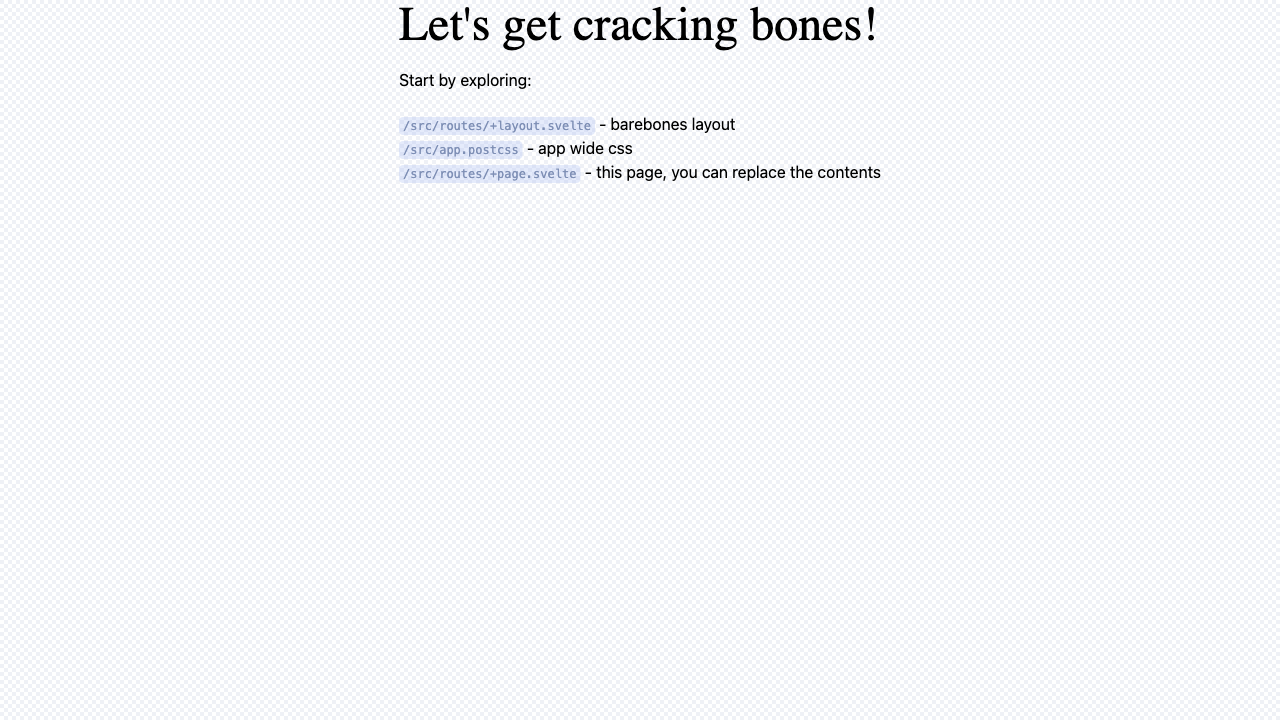 Let's get cracking bones!
Start by exploring:
/src/routes/+layout.svelte - barebones layout
/src/app.postcss - app wide css
/src/routes/+page.svelte - this page, you can replace the contents